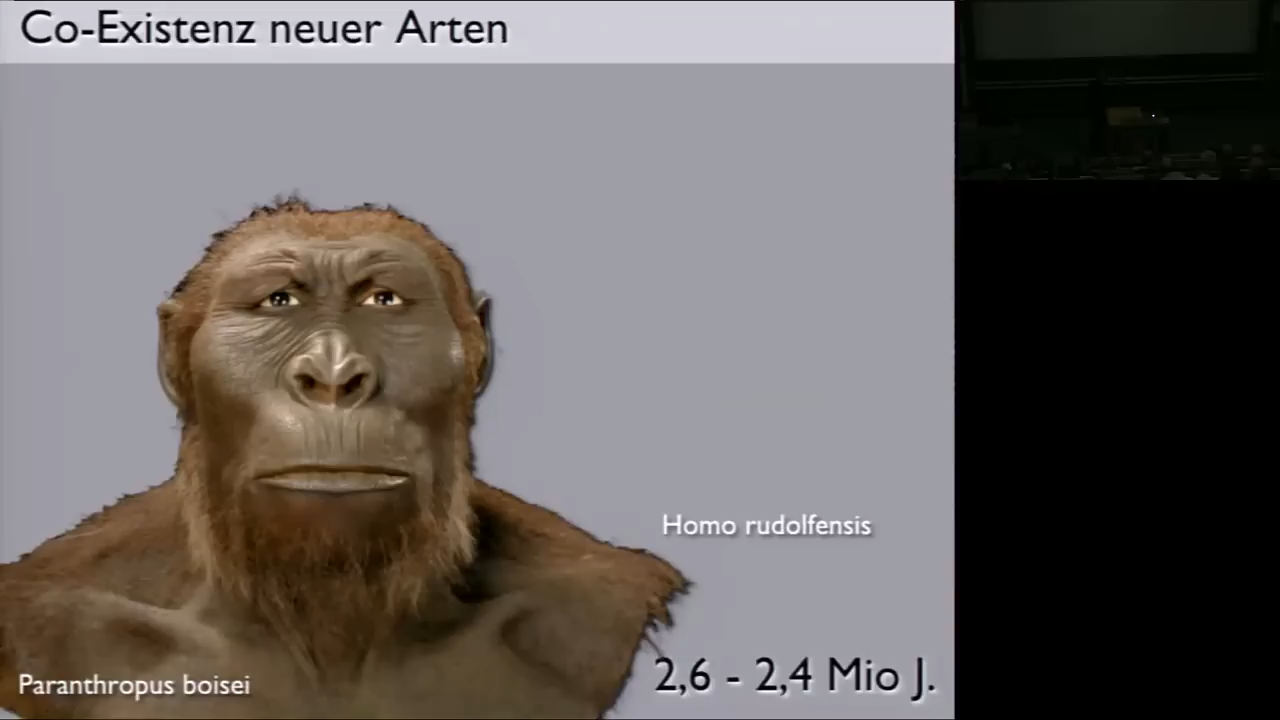 Co-Existenz neuer Arten
Homo rudolfensis
2,6 - 2,4 Mio J.
Paranthropus boisei